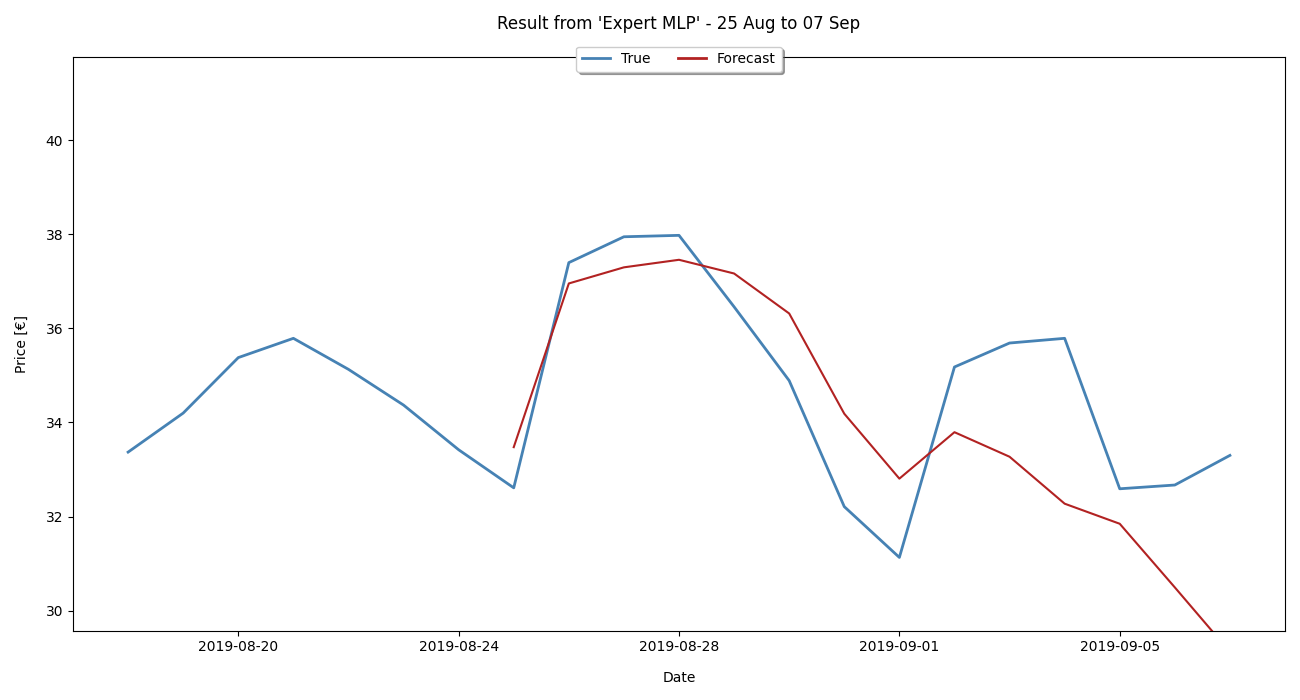 Result from 'Expert MLP' - 25 Aug to 07 Sep
True Forecast
Price [€]
40
38
36
34
32
30
2019-08-20 2019-08-24 2019-08-28 2019-09-01 2019-09-05
Date